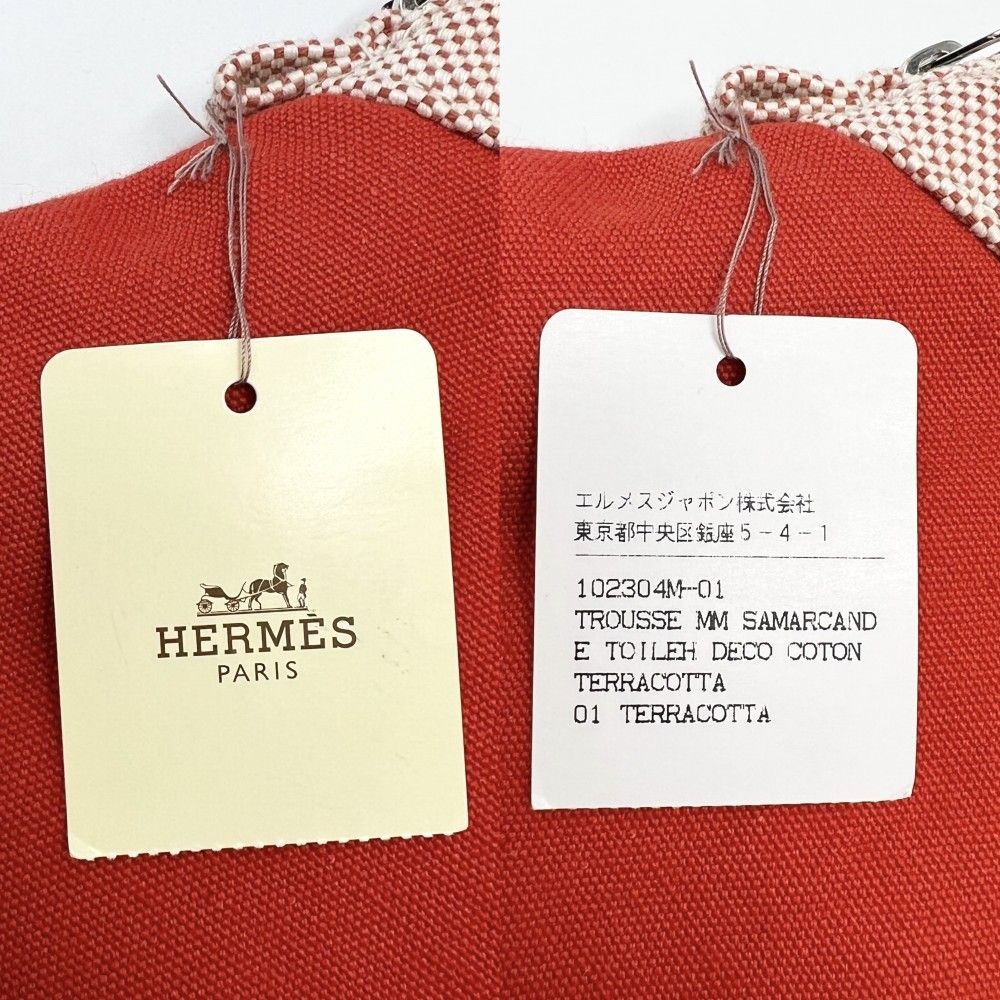 HERMÈS
PARIS
エルメスジャポン株式会社
東京都中央区銀座5-4-1
102304M-01
TROUSSE MM SAMARCAND
E TOILEH DECO COTON
TERRACOTTA
01 TERRACOTTA